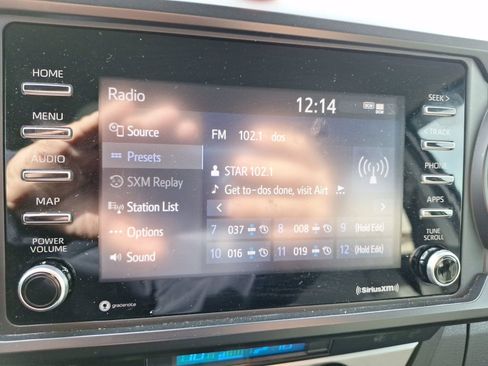 HOME
MENU
AUDIO
MAP
POWER
VOLUME
Radio
12:14
Source
Presets
SXM Replay
Station List
Options
Sound
FM 102.1 dos
STAR 102.1
Get to-dos done, visit Airt
7 037 8 008 9 (Hold Edit)
10 016 11 019 12 (Hold Edit)
SEEK >
< TRACK
PHONE
APPS
TUNE
SCROLL
gracenote
SiriusXM